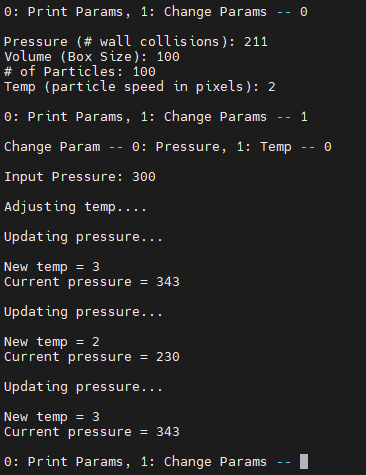 0: Print Params, 1: Change Params -- 0
Pressure (# wall collisions): 211
Volume (Box Size): 100
# of Particles: 100
Temp (particle speed in pixels): 2
0: Print Params, 1: Change Params -- 1
Change Param -- 0: Pressure, 1: Temp -- 0
Input Pressure: 300
Adjusting temp....
Updating pressure...
New temp = 3
Current pressure = 343
Updating pressure...
New temp = 2
Current pressure = 230
Updating pressure...
New temp = 3
Current pressure = 343
0: Print Params, 1: Change Params --